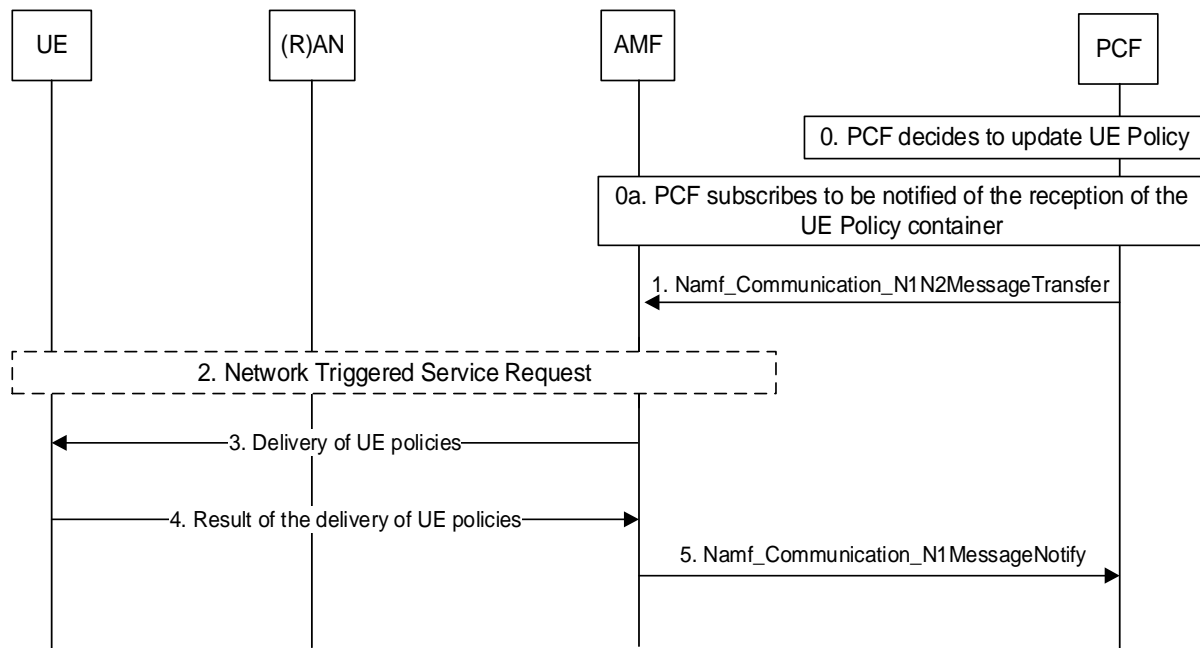 UE
(R)AN
AMF
PCF
0. PCF decides to update UE Policy
0a. PCF subscribes to be notified of the reception of the
UE Policy container
1. Namf_Communication_N1N2MessageTransfer
2. Network Triggered Service Request
3. Delivery of UE policies
4. Result of the delivery of UE policies
5. Namf_Communication_N1MessageNotify